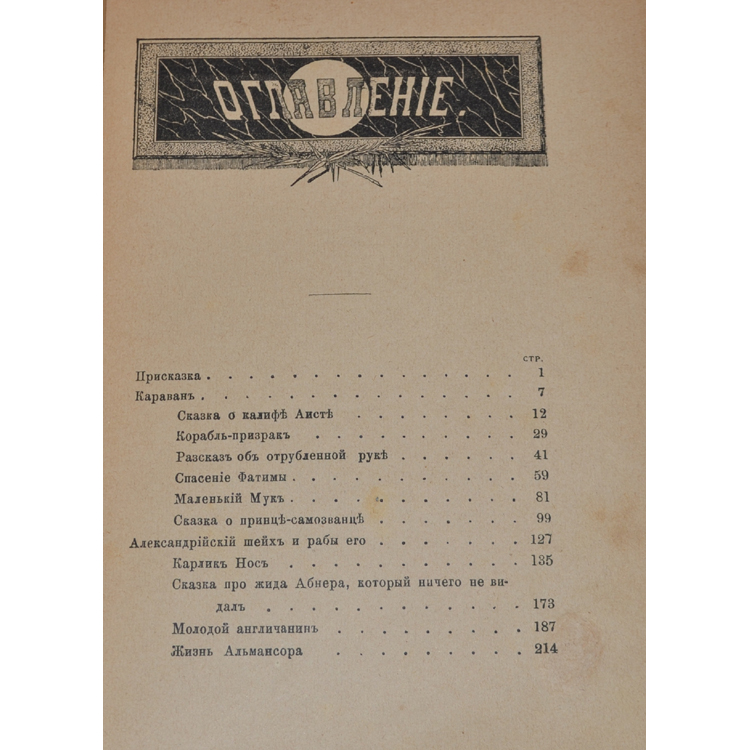 ОГЛАВЛЕНІЕ.
СТР.
Присказка . . . . . . . . . . . . . . . 1
Караванъ . . . . . . . . . . . . . . . 7
Сказка о калифѣ Аистѣ . . . . . . . . 12
Корабль-призракъ . . . . . . . . . . 29
Разсказъ объ отрубленной рукѣ . . . . . . 41
Спасеніе Фатимы . . . . . . . . . . . 59
Маленькій Мукъ . . . . . . . . . . . 81
Сказка о принцѣ-самозванцѣ . . . . . . . 99
Александрійскій шейхъ и рабы его . . . . . . . 127
Карликъ Носъ . . . . . . . . . . . 135
Сказка про жида Абнера, который ничего не ви-
далъ . . . . . . . . . . . . 173
Молодой англичанинъ . . . . . . . . . 187
Жизнь Альмансора . . . . . . . . . 214